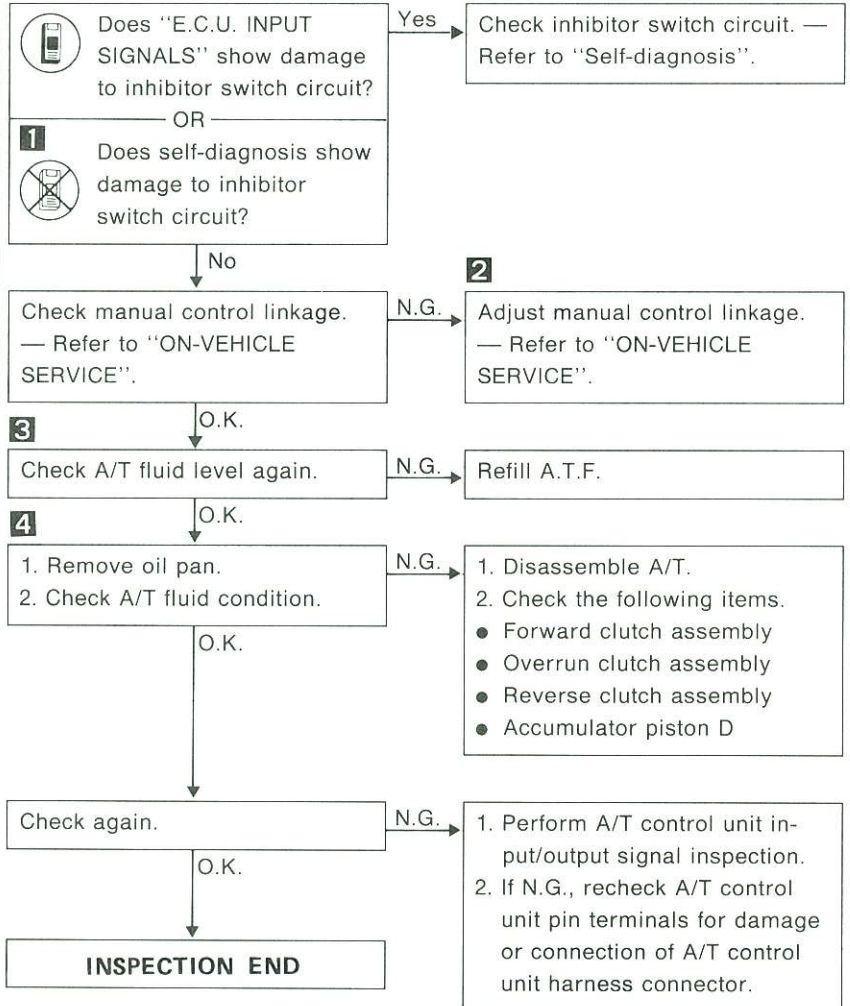 Does "E.C.U. INPUT
SIGNALS" show damage
to inhibitor switch circuit?
Yes
Check inhibitor switch circuit. —
Refer to "Self-diagnosis".
OR
1
Does self-diagnosis show
damage to inhibitor
switch circuit?
No
Check manual control linkage.
— Refer to "ON-VEHICLE
SERVICE".
N.G.
2
Adjust manual control linkage.
— Refer to "ON-VEHICLE
SERVICE".
O.K.
3
Check A/T fluid level again.
N.G.
Refill A.T.F.
O.K.
4
1. Remove oil pan.
2. Check A/T fluid condition.
N.G.
1. Disassemble A/T.
2. Check the following items.
● Forward clutch assembly
● Overrun clutch assembly
● Reverse clutch assembly
● Accumulator piston D
O.K.
Check again.
N.G.
1. Perform A/T control unit in-
put/output signal inspection.
2. If N.G., recheck A/T control
unit pin terminals for damage
or connection of A/T control
unit harness connector.
O.K.
INSPECTION END